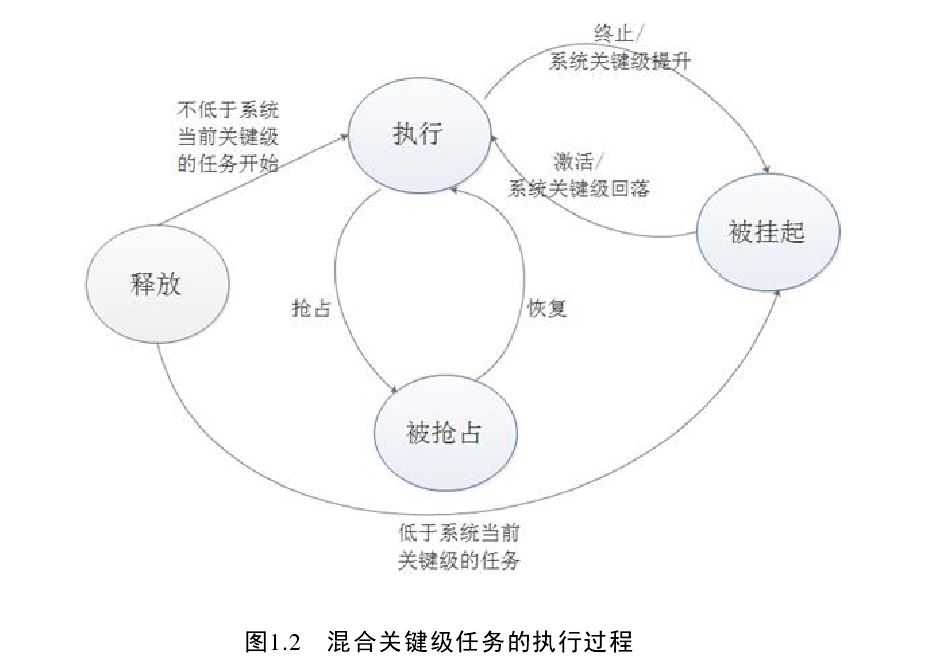 终止/
系统关键级提升
不低于系统
当前关键级
的任务开始
执行
激活/
系统关键级回落
被挂起
释放
抢占
恢复
被抢占
低于系统当前
关键级的任务
图1.2 混合关键级任务的执行过程